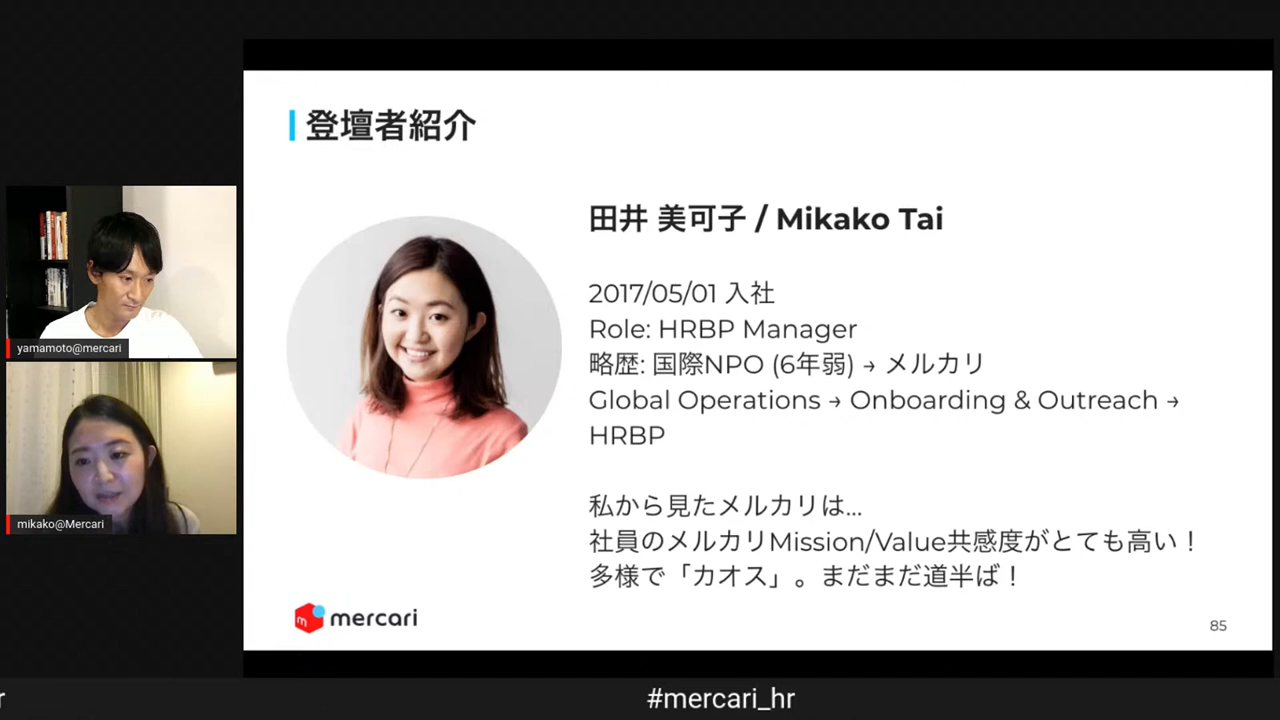 登壇者紹介
田井 美可子 / Mikako Tai
2017/05/01 入社
Role: HRBP Manager
略歴: 国際NPO (6年弱) → メルカリ
Global Operations → Onboarding & Outreach →
HRBP
私から見たメルカリは...
社員のメルカリMission/Value共感度がとても高い！
多様で「カオス」。まだまだ道半ば！
mercari
85
yamamoto@mercari
mikako@Mercari
r
#mercari_hr